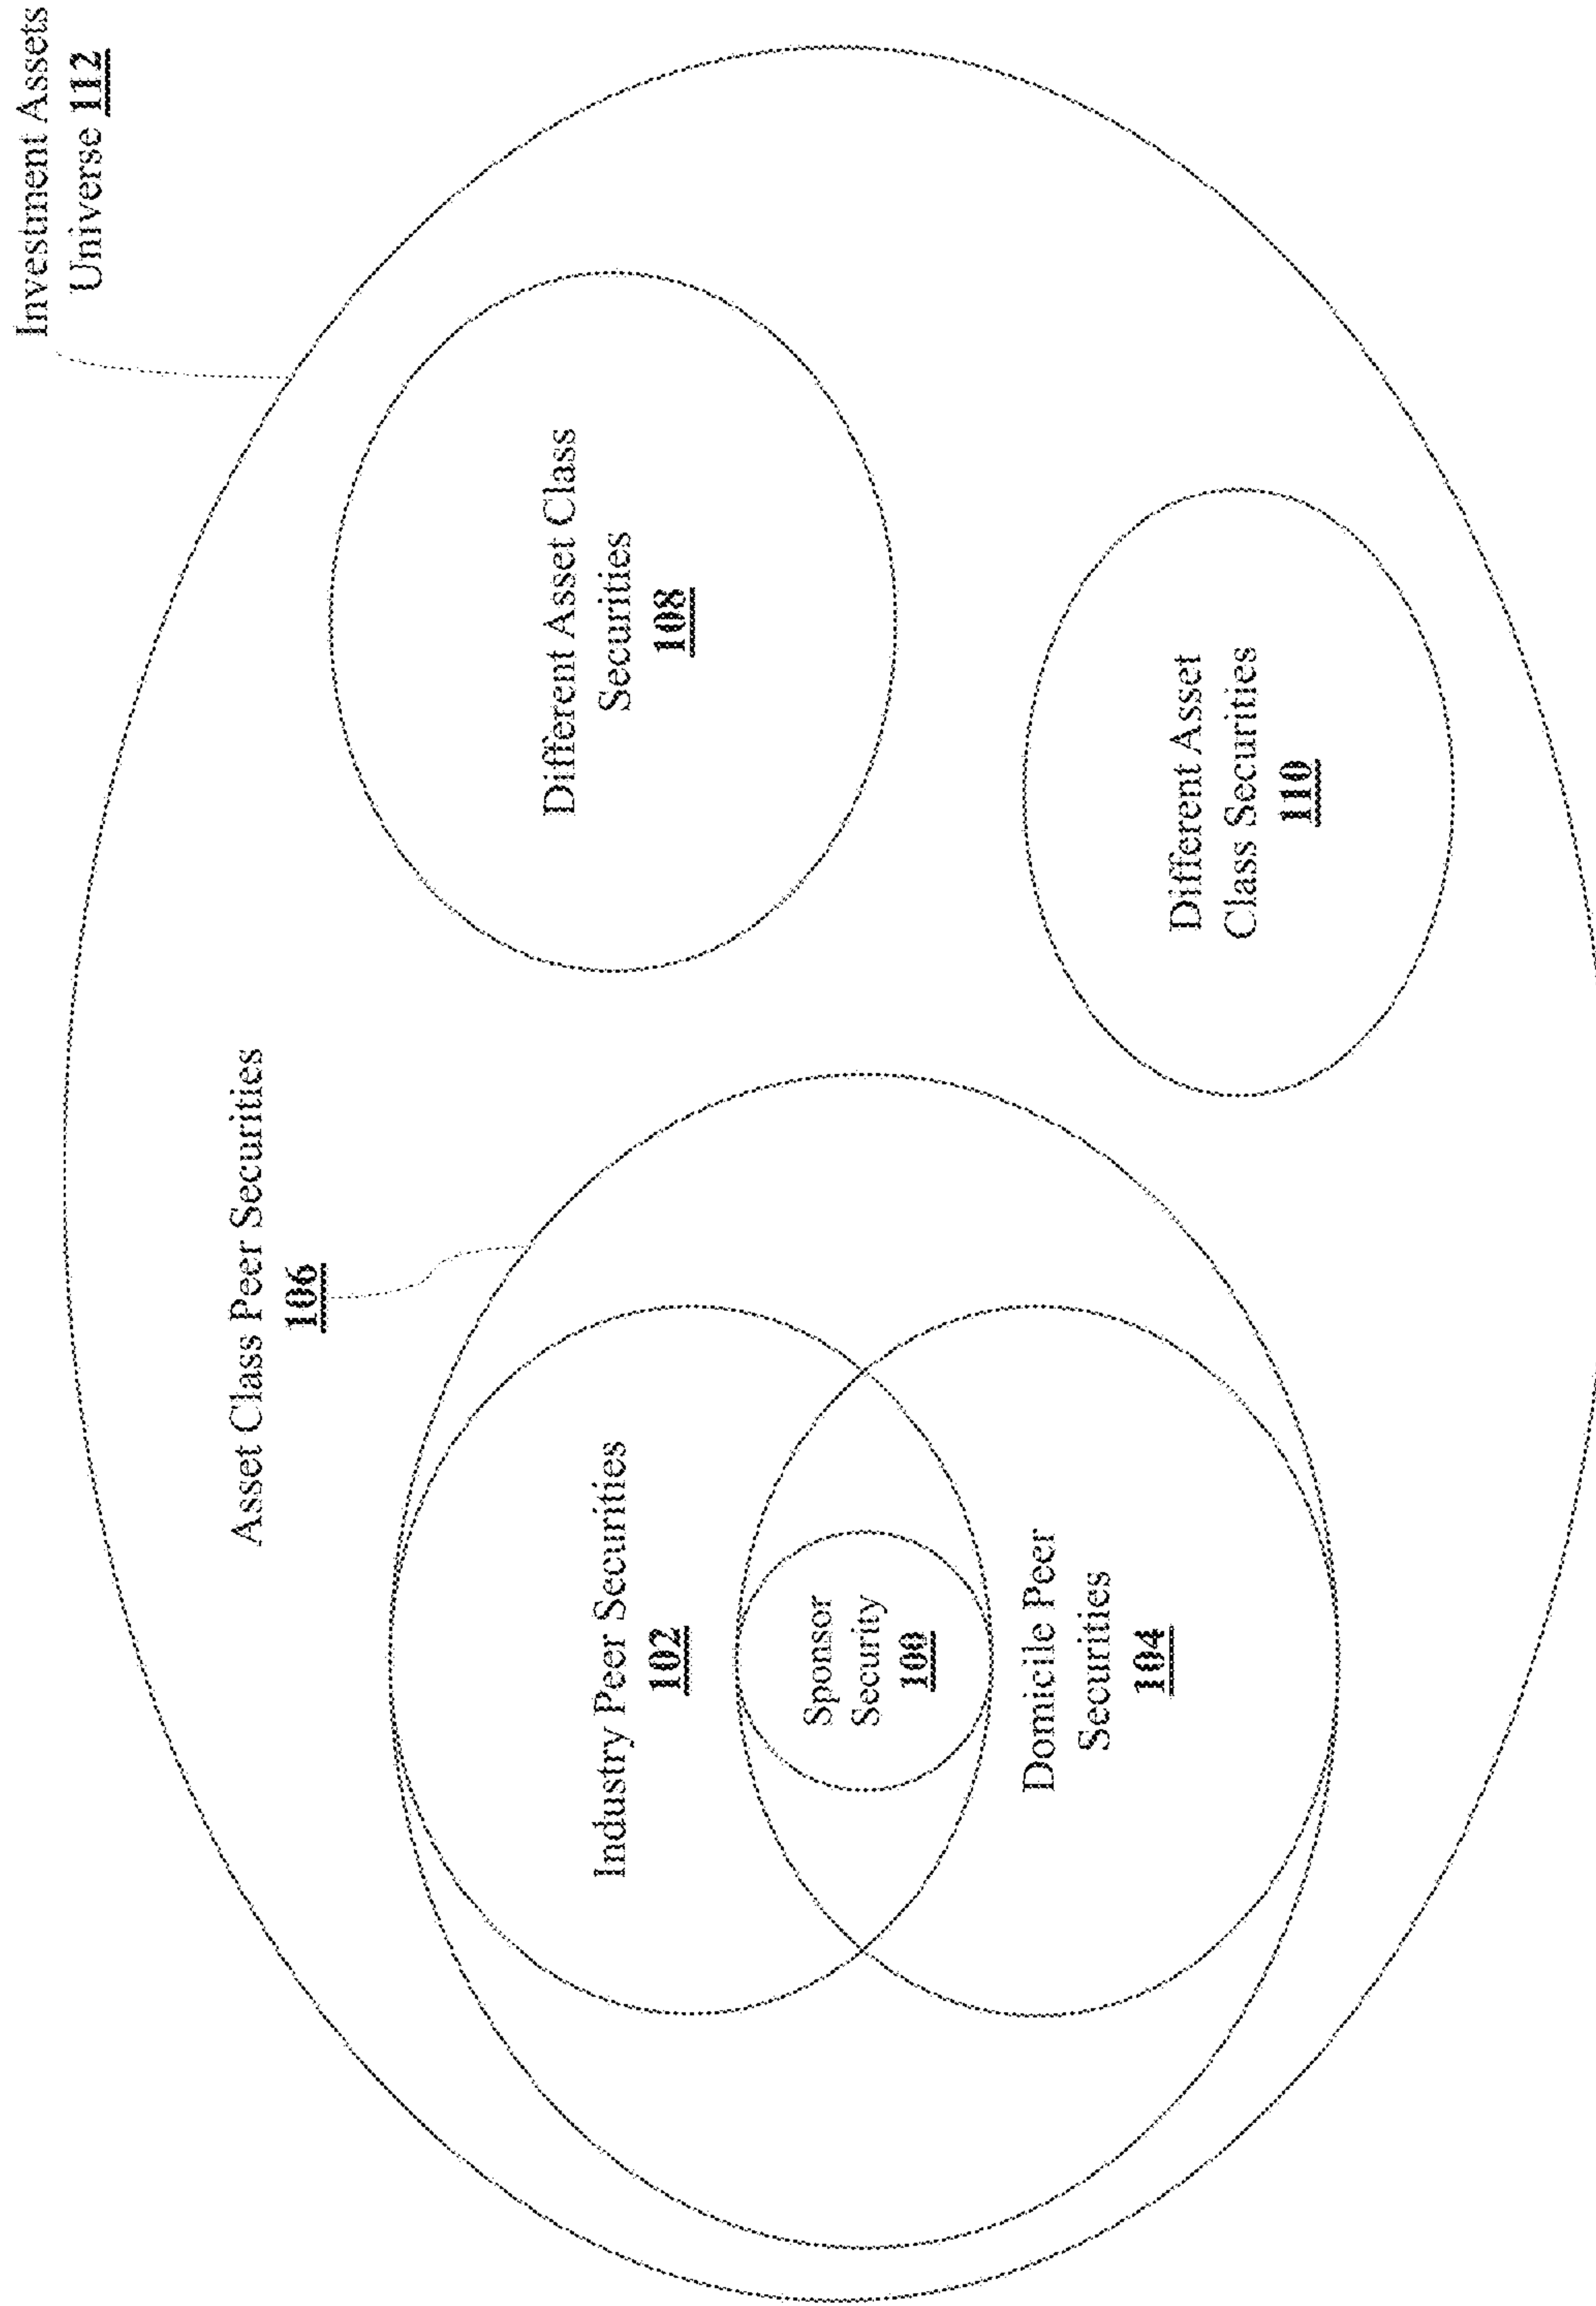 Investment Assets
Universe 112
Asset Class Peer Securities
106
Different Asset Class
Securities
108
Industry Peer Securities
102
Sponsor
Security
100
Domicile Peer
Securities
104
Different Asset
Class Securities
110